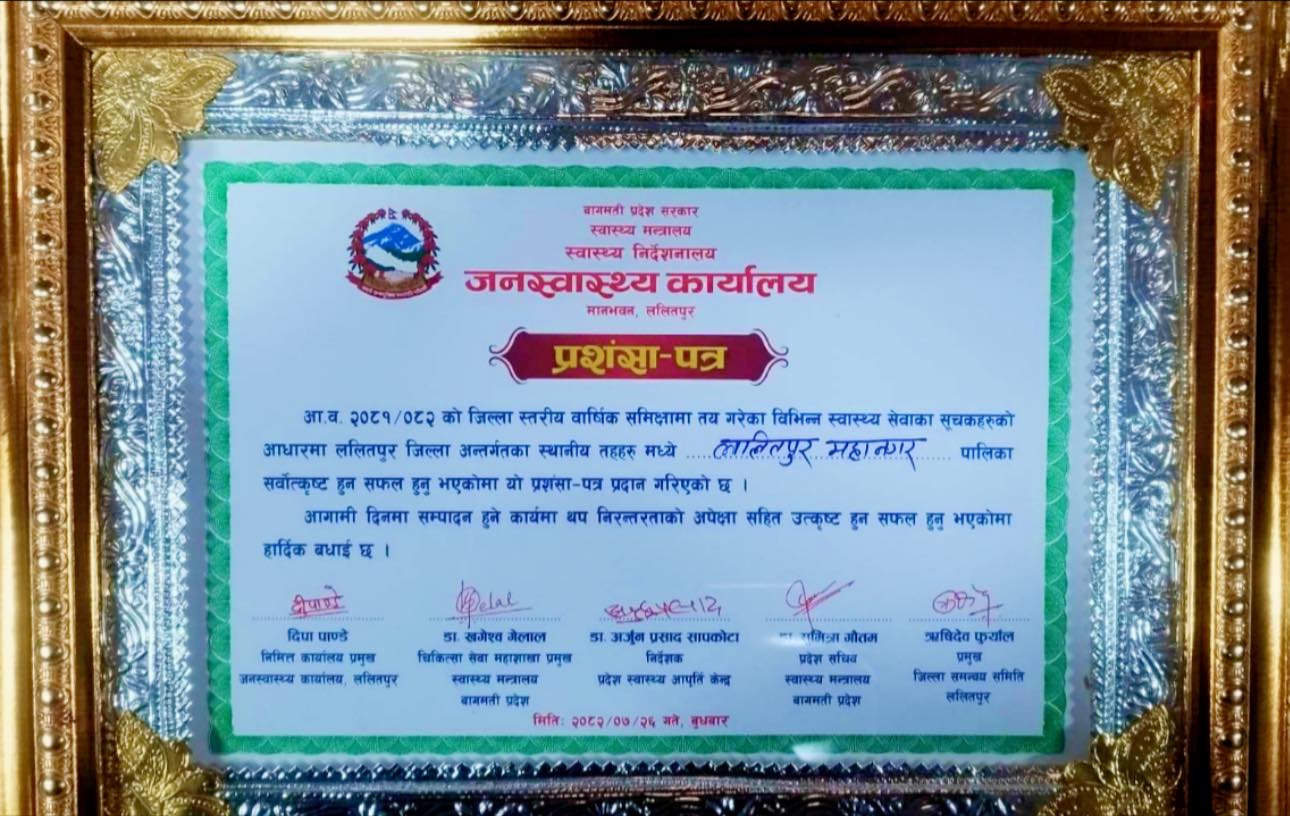 बागमती प्रदेश सरकार
स्वास्थ्य मन्त्रालय
स्वास्थ्य निर्देशनालय
जनस्वास्थ्य कार्यालय
मानभवन, ललितपुर
प्रशंसा-पत्र
आ.व. २०८१/०८२ को जिल्ला स्तरीय वार्षिक समिक्षामा तय गरेका विभिन्न स्वास्थ्य सेवाका सूचकहरुको
आधारमा ललितपुर जिल्ला अन्तर्गतका स्थानीय तहहरु मध्ये ललितपुर महानगर पालिका
सर्वोत्कृष्ट हुन सफल हुनु भएकोमा यो प्रशंसा-पत्र प्रदान गरिएको छ ।
आगामी दिनमा सम्पादन हुने कार्यमा थप निरन्तरताको अपेक्षा सहित उत्कृष्ट हुन सफल हुनु भएकोमा
हार्दिक बधाई छ ।
दिपा पाण्डे
निमित्त कार्यालय प्रमुख
जनस्वास्थ्य कार्यालय, ललितपुर
डा. खगेश्व गेलाल
चिकित्सा सेवा महाशाखा प्रमुख
स्वास्थ्य मन्त्रालय
बागमती प्रदेश
डा. अर्जुन प्रसाद सापकोटा
निर्देशक
प्रदेश स्वास्थ्य आपूर्ति केन्द्र
गौतम
प्रदेश सचिव
स्वास्थ्य मन्त्रालय
बागमती प्रदेश
ऋषिदेव फुयाँल
प्रमुख
जिल्ला समन्वय समिति
ललितपुर
मिति: २०८२/०७/२६ गते, बुधबार